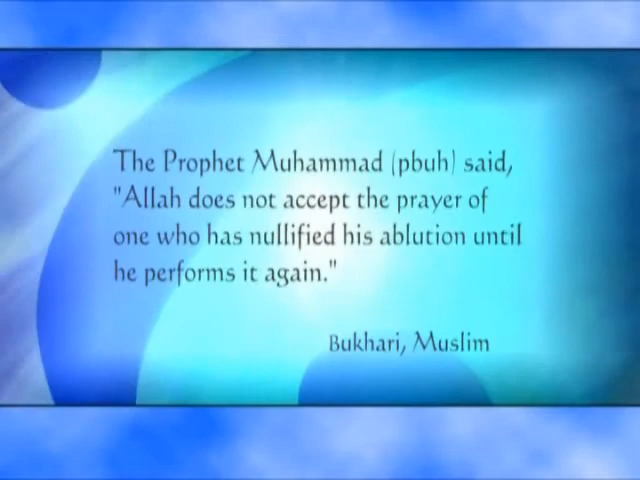 The Prophet Muhammad (pbuh) said,
"Allah does not accept the prayer of
one who has nullified his ablution until
he performs it again."
Bukhari, Muslim